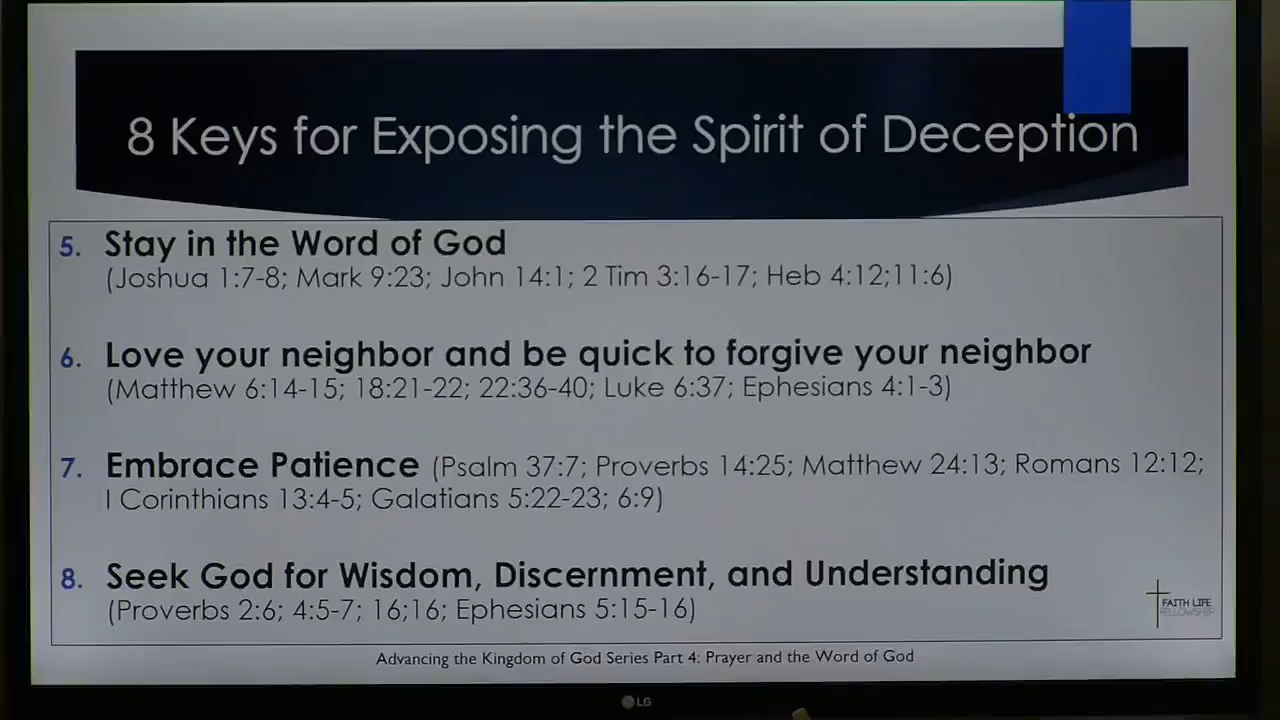 8 Keys for Exposing the Spirit of Deception
5. Stay in the Word of God
(Joshua 1:7-8; Mark 9:23; John 14:1; 2 Tim 3:16-17; Heb 4:12;11:6)
6. Love your neighbor and be quick to forgive your neighbor
(Matthew 6:14-15; 18:21-22; 22:36-40; Luke 6:37; Ephesians 4:1-3)
7. Embrace Patience (Psalm 37:7; Proverbs 14:25; Matthew 24:13; Romans 12:12;
I Corinthians 13:4-5; Galatians 5:22-23; 6:9)
8. Seek God for Wisdom, Discernment, and Understanding
(Proverbs 2:6; 4:5-7; 16;16; Ephesians 5:15-16)
FAITH LIFE
FELLOWSHIP
Advancing the Kingdom of God Series Part 4: Prayer and the Word of God
LG